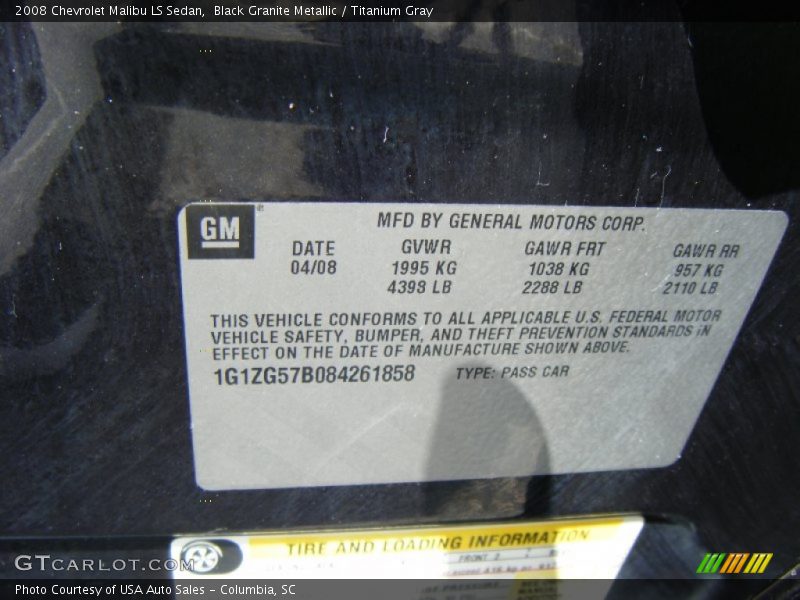 2008 Chevrolet Malibu LS Sedan,  Black Granite Metallic / Titanium Gray
GM
MFD BY GENERAL MOTORS CORP.
DATE GVWR GAWR FRT GAWR RR
04/08 1995 KG 1038 KG 957 KG
4398 LB 2288 LB 2110 LB
THIS VEHICLE CONFORMS TO ALL APPLICABLE U.S. FEDERAL MOTOR
VEHICLE SAFETY, BUMPER, AND THEFT PREVENTION STANDARDS IN
EFFECT ON THE DATE OF MANUFACTURE SHOWN ABOVE.
1G1ZG57B084261858 TYPE: PASS CAR
TIRE AND LOADING INFORMATION
FRONT 2
GTCARLOT.COM
Photo Courtesy of USA Auto Sales - Columbia, SC